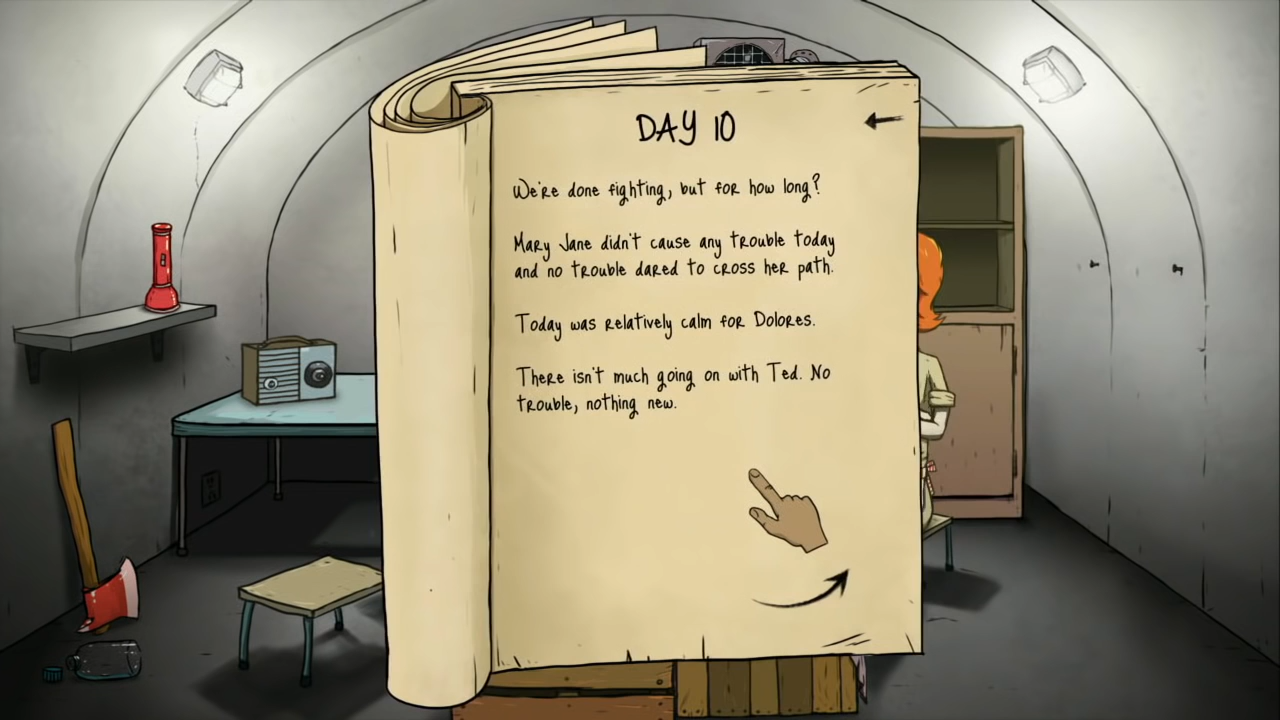 DAY 10
We're done fighting, but for how long?
Mary Jane didn't cause any trouble today
and no trouble dared to cross her path.
Today was relatively calm for Dolores.
There isn't much going on with Ted. No
trouble, nothing new.